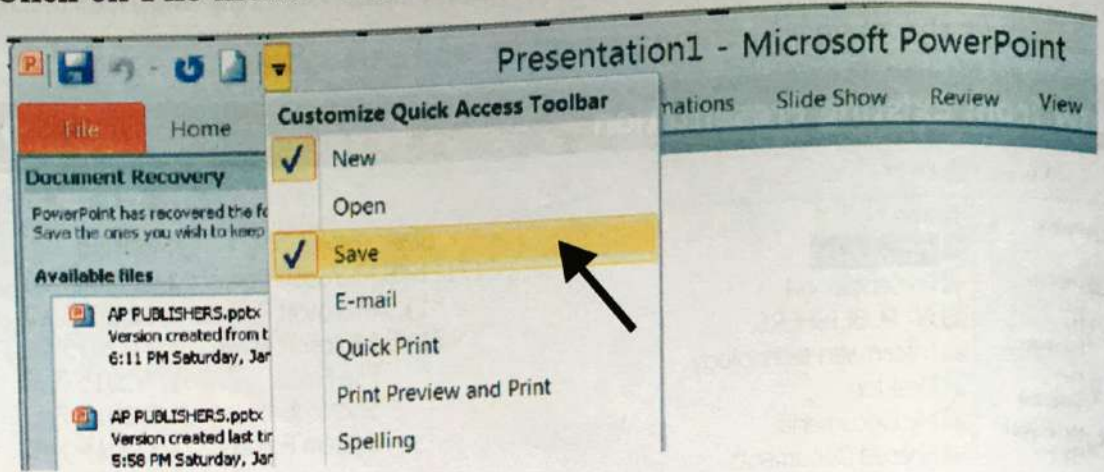 Presentation1 - Microsoft PowerPoint
File Home nations Slide Show Review View
Customize Quick Access Toolbar
New
Open
Save
E-mail
Quick Print
Print Preview and Print
Spelling
Document Recovery
PowerPoint has recovered the fo
Save the ones you wish to keep
Available files
AP PUBLISHERS.pptx
Version created from t
6:11 PM Saturday, Jar
AP PUBLISHERS.pptx
Version created last tir
5:58 PM Saturday, Jar